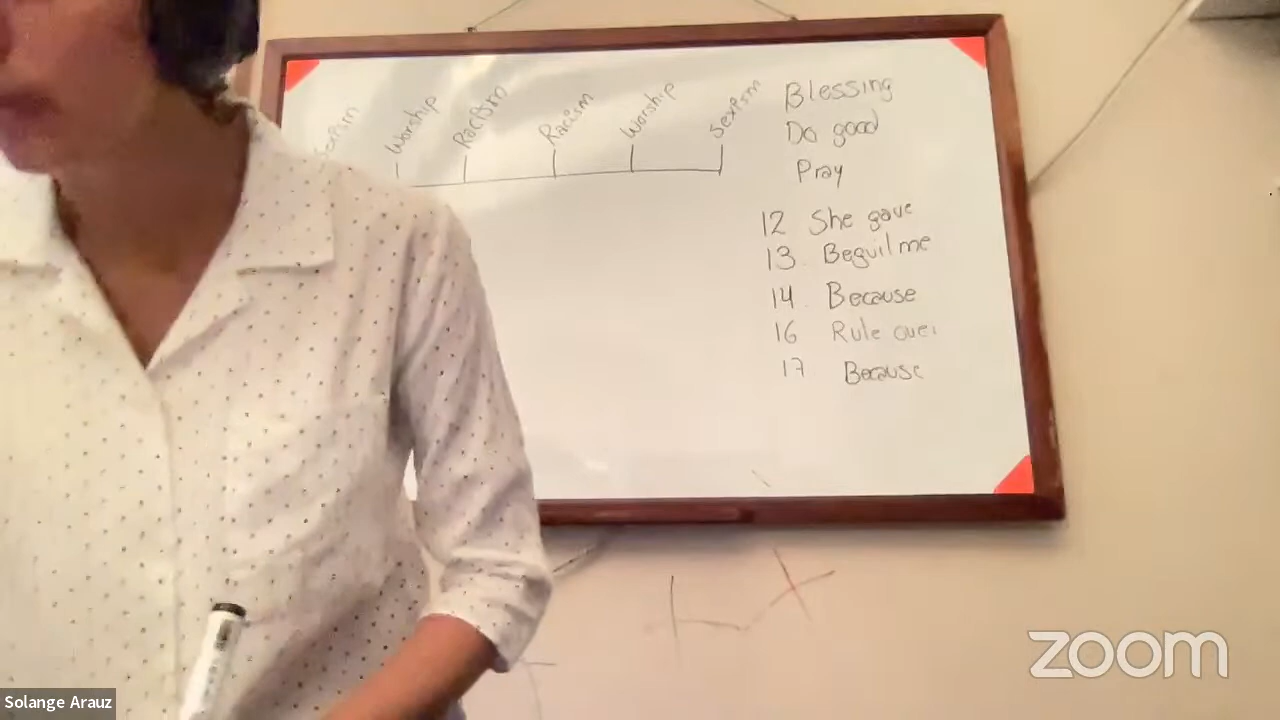 Sexism Worship Racism Racism Worship Sexism
Blessing
Do good
Pray
12 She gave
13 Beguil me
14 Because
16 Rule over
17 Because
zoom
Solange Arauz